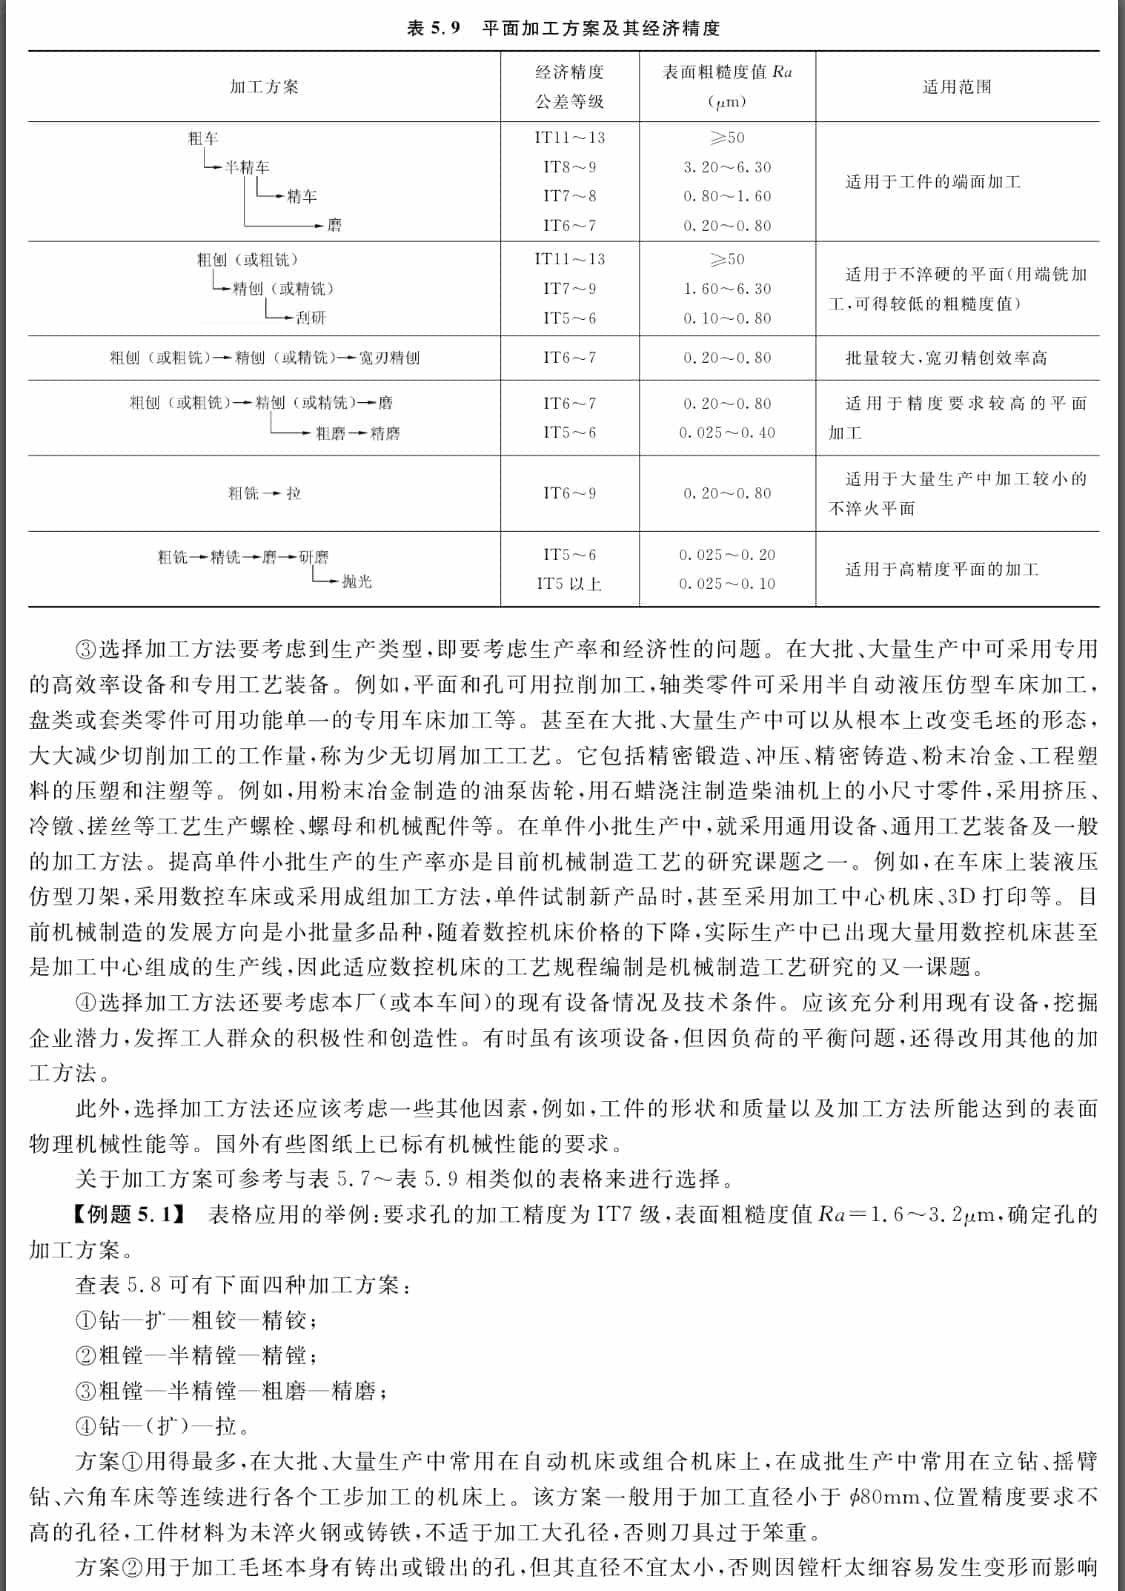 表 5.9 平面加工方案及其经济精度
加工方案
经济精度
公差等级
表面粗糙度值 Ra
(μm)
适用范围
粗车
半精车
精车
磨
IT11～13
IT8～9
IT7～8
IT6～7
≥50
3.20～6.30
0.80～1.60
0.20～0.80
适用于工件的端面加工
粗刨（或粗铣）
精刨（或精铣）
刮研
IT11～13
IT7～9
IT5～6
≥50
1.60～6.30
0.10～0.80
适用于不淬硬的平面(用端铣加
工,可得较低的粗糙度值)
粗刨（或粗铣）→精刨（或精铣）→宽刃精刨
IT6～7
0.20～0.80
批量较大,宽刃精创效率高
粗刨（或粗铣）→精刨（或精铣）→磨
粗磨→精磨
IT6～7
IT5～6
0.20～0.80
0.025～0.40
适用于精度要求较高的平面
加工
粗铣→拉
IT6～9
0.20～0.80
适用于大量生产中加工较小的
不淬火平面
粗铣→精铣→磨→研磨
抛光
IT5～6
IT5 以上
0.025～0.20
0.025～0.10
适用于高精度平面的加工
③选择加工方法要考虑到生产类型,即要考虑生产率和经济性的问题。在大批、大量生产中可采用专用
的高效率设备和专用工艺装备。例如,平面和孔可用拉削加工,轴类零件可采用半自动液压仿型车床加工,
盘类或套类零件可用功能单一的专用车床加工等。甚至在大批、大量生产中可以从根本上改变毛坯的形态,
大大减少切削加工的工作量,称为少无切屑加工工艺。它包括精密锻造、冲压、精密铸造、粉末冶金、工程塑
料的压塑和注塑等。例如,用粉末冶金制造的油泵齿轮,用石蜡浇注制造柴油机上的小尺寸零件,采用挤压、
冷镦、搓丝等工艺生产螺栓、螺母和机械配件等。在单件小批生产中,就采用通用设备、通用工艺装备及一般
的加工方法。提高单件小批生产的生产率亦是目前机械制造工艺的研究课题之一。例如,在车床上装液压
仿型刀架,采用数控车床或采用成组加工方法,单件试制新产品时,甚至采用加工中心机床、3D 打印等。目
前机械制造的发展方向是小批量多品种,随着数控机床价格的下降,实际生产中已出现大量用数控机床甚至
是加工中心组成的生产线,因此适应数控机床的工艺规程编制是机械制造工艺研究的又一课题。
④选择加工方法还要考虑本厂(或本车间)的现有设备情况及技术条件。应该充分利用现有设备,挖掘
企业潜力,发挥工人群众的积极性和创造性。有时虽有该项设备,但因负荷的平衡问题,还得改用其他的加
工方法。
此外,选择加工方法还应该考虑一些其他因素,例如,工件的形状和质量以及加工方法所能达到的表面
物理机械性能等。国外有些图纸上已标有机械性能的要求。
关于加工方案可参考与表 5.7～表 5.9 相类似的表格来进行选择。
【例题 5.1】 表格应用的举例:要求孔的加工精度为 IT7 级,表面粗糙度值 Ra=1.6～3.2μm,确定孔的
加工方案。
查表 5.8 可有下面四种加工方案:
①钻—扩—粗铰—精铰;
②粗镗—半精镗—精镗;
③粗镗—半精镗—粗磨—精磨;
④钻—(扩)—拉。
方案①用得最多,在大批、大量生产中常用在自动机床或组合机床上,在成批生产中常用在立钻、摇臂
钻、六角车床等连续进行各个工步加工的机床上。该方案一般用于加工直径小于 ϕ80mm、位置精度要求不
高的孔径,工件材料为未淬火钢或铸铁,不适于加工大孔径,否则刀具过于笨重。
方案②用于加工毛坯本身有铸出或锻出的孔,但其直径不宜太小,否则因镗杆太细容易发生变形而影响